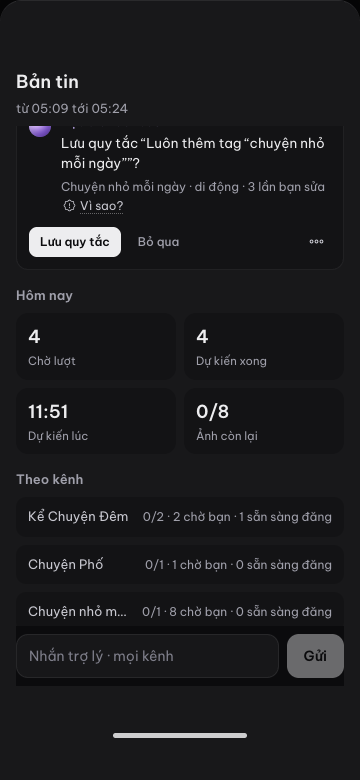 Bản tin
từ 05:09 tới 05:24
Lưu quy tắc “Luôn thêm tag “chuyện nhỏ
mỗi ngày””?
Chuyện nhỏ mỗi ngày · di động · 3 lần bạn sửa
Vì sao?
Lưu quy tắc
Bỏ qua
Hôm nay
4
4
Chờ lượt
Dự kiến xong
11:51
0/8
Dự kiến lúc
Ảnh còn lại
Theo kênh
Kể Chuyện Đêm 0/2 · 2 chờ bạn · 1 sẵn sàng đăng
Chuyện Phố 0/1 · 1 chờ bạn · 0 sẵn sàng đăng
Chuyện nhỏ m... 0/1 · 8 chờ bạn · 0 sẵn sàng đăng
Nhắn trợ lý · mọi kênh
Gửi